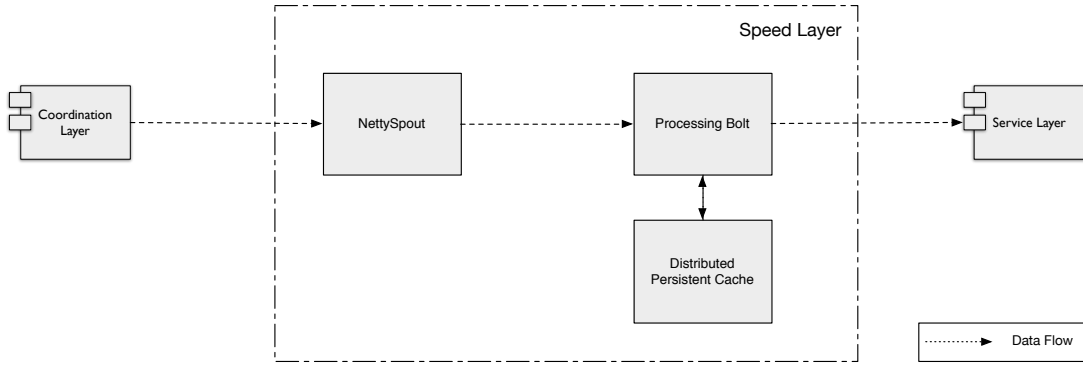 Speed Layer
Coordination
Layer
NettySpout
Processing Bolt
Service Layer
Distributed
Persistent Cache
Data Flow